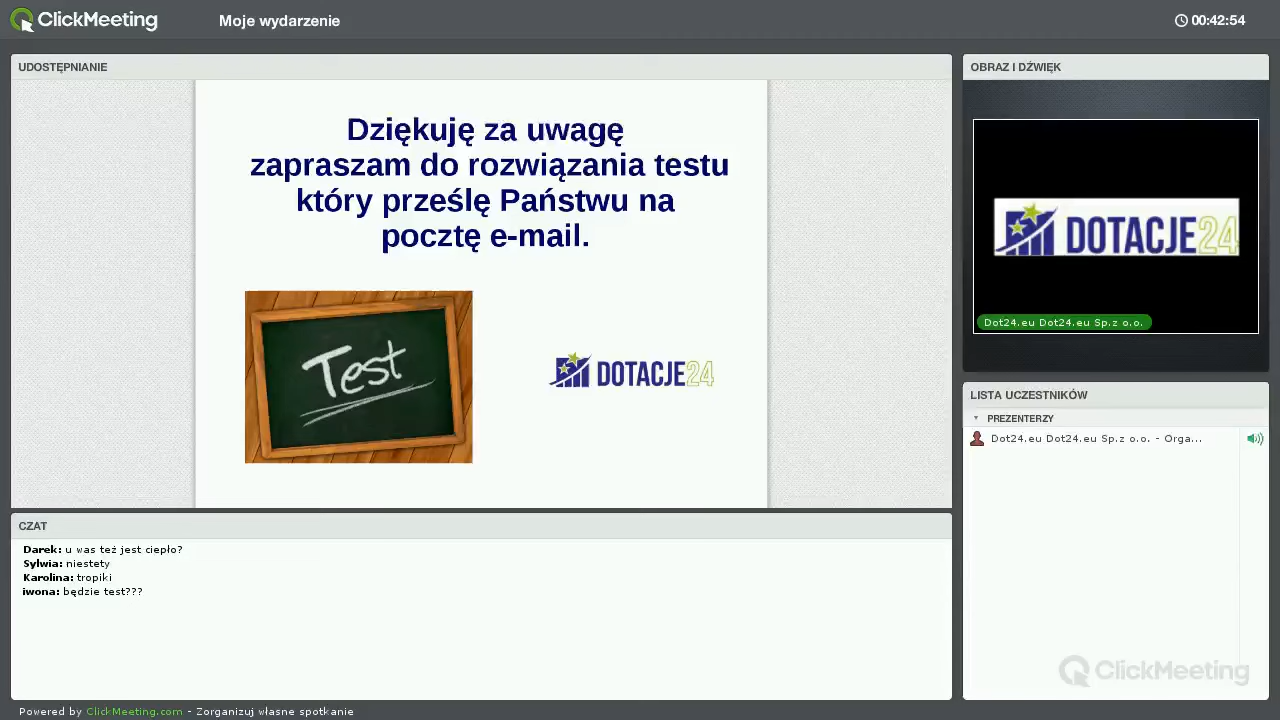 ClickMeeting
Moje wydarzenie
00:42:54
UDOSTĘPNIANIE
Dziękuję za uwagę
zapraszam do rozwiązania testu
który prześlę Państwu na
pocztę e-mail.
Test
DOTACJE24
OBRAZ I DŹWIĘK
DOTACJE24
Dot24.eu Dot24.eu Sp.z o.o.
LISTA UCZESTNIKÓW
PREZENTERZY
Dot24.eu Dot24.eu Sp.z o.o. - Orga...
CZAT
Darek: u was też jest ciepło?
Sylwia: niestety
Karolina: tropiki
iwona: będzie test???
ClickMeeting
Powered by ClickMeeting.com - Zorganizuj własne spotkanie